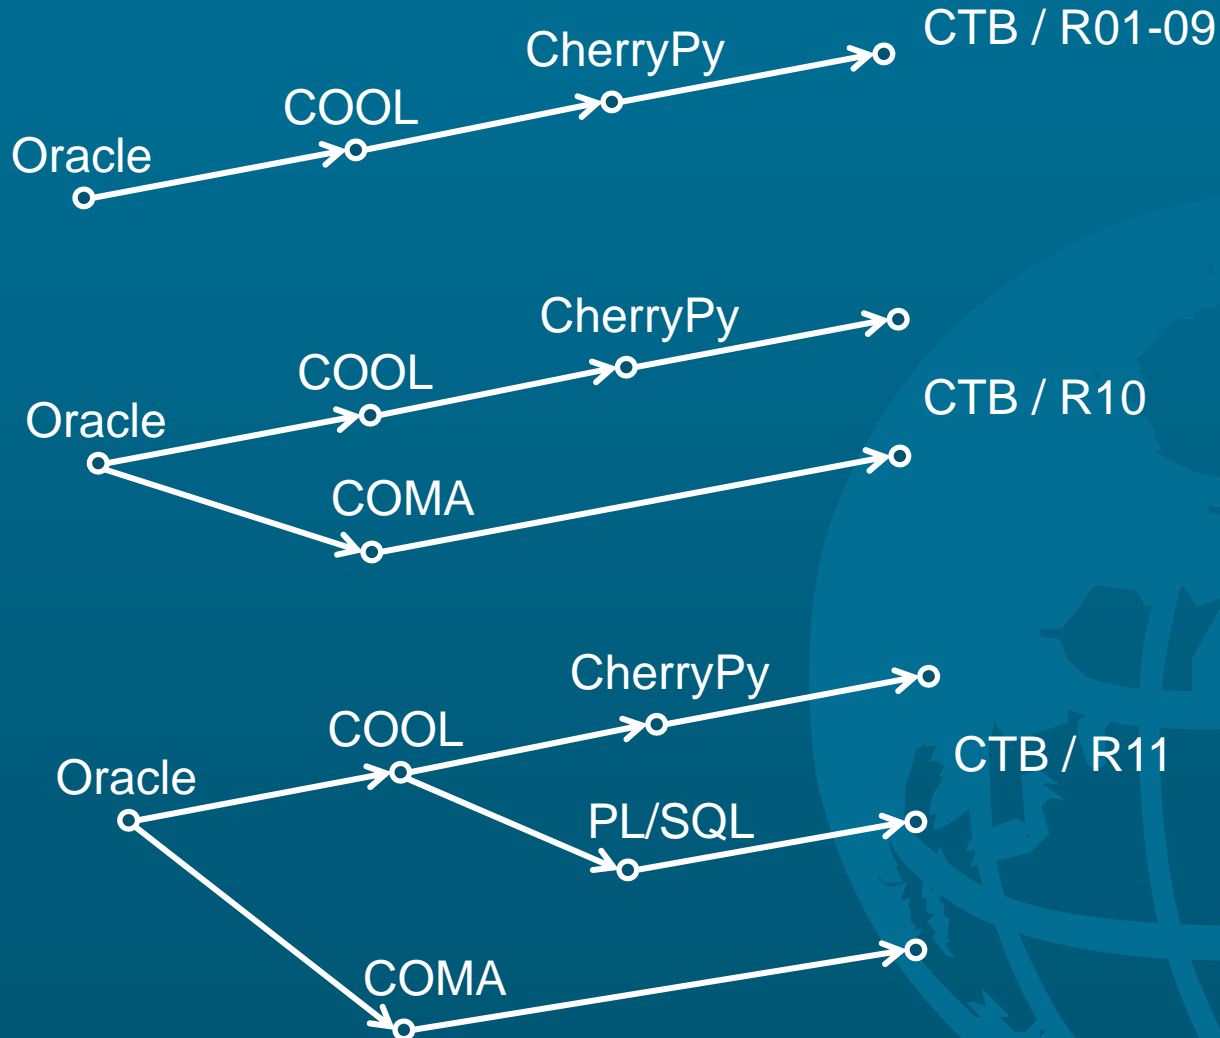 CTB / R01-09
CherryPy
COOL
Oracle
CherryPy
COOL
CTB / R10
Oracle
COMA
CherryPy
COOL
CTB / R11
Oracle
PL/SQL
COMA